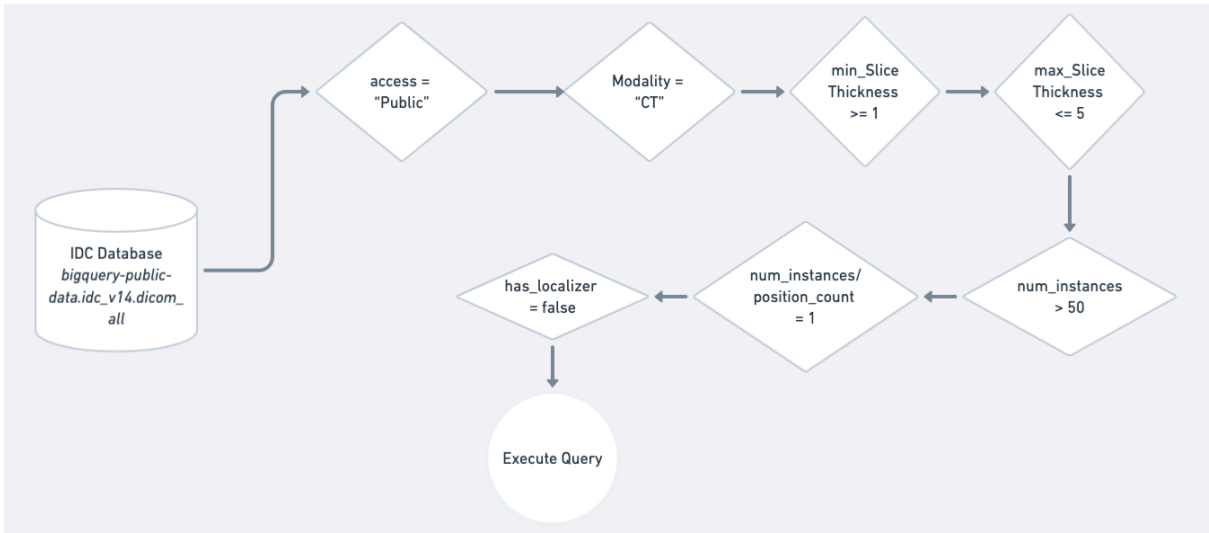 IDC Database
bigquery-public-
data.idc_v14.dicom_
all
access =
“Public”
Modality =
“CT”
min_Slice
Thickness
>= 1
max_Slice
Thickness
<= 5
num_instances
> 50
num_instances/
position_count
= 1
has_localizer
= false
Execute Query